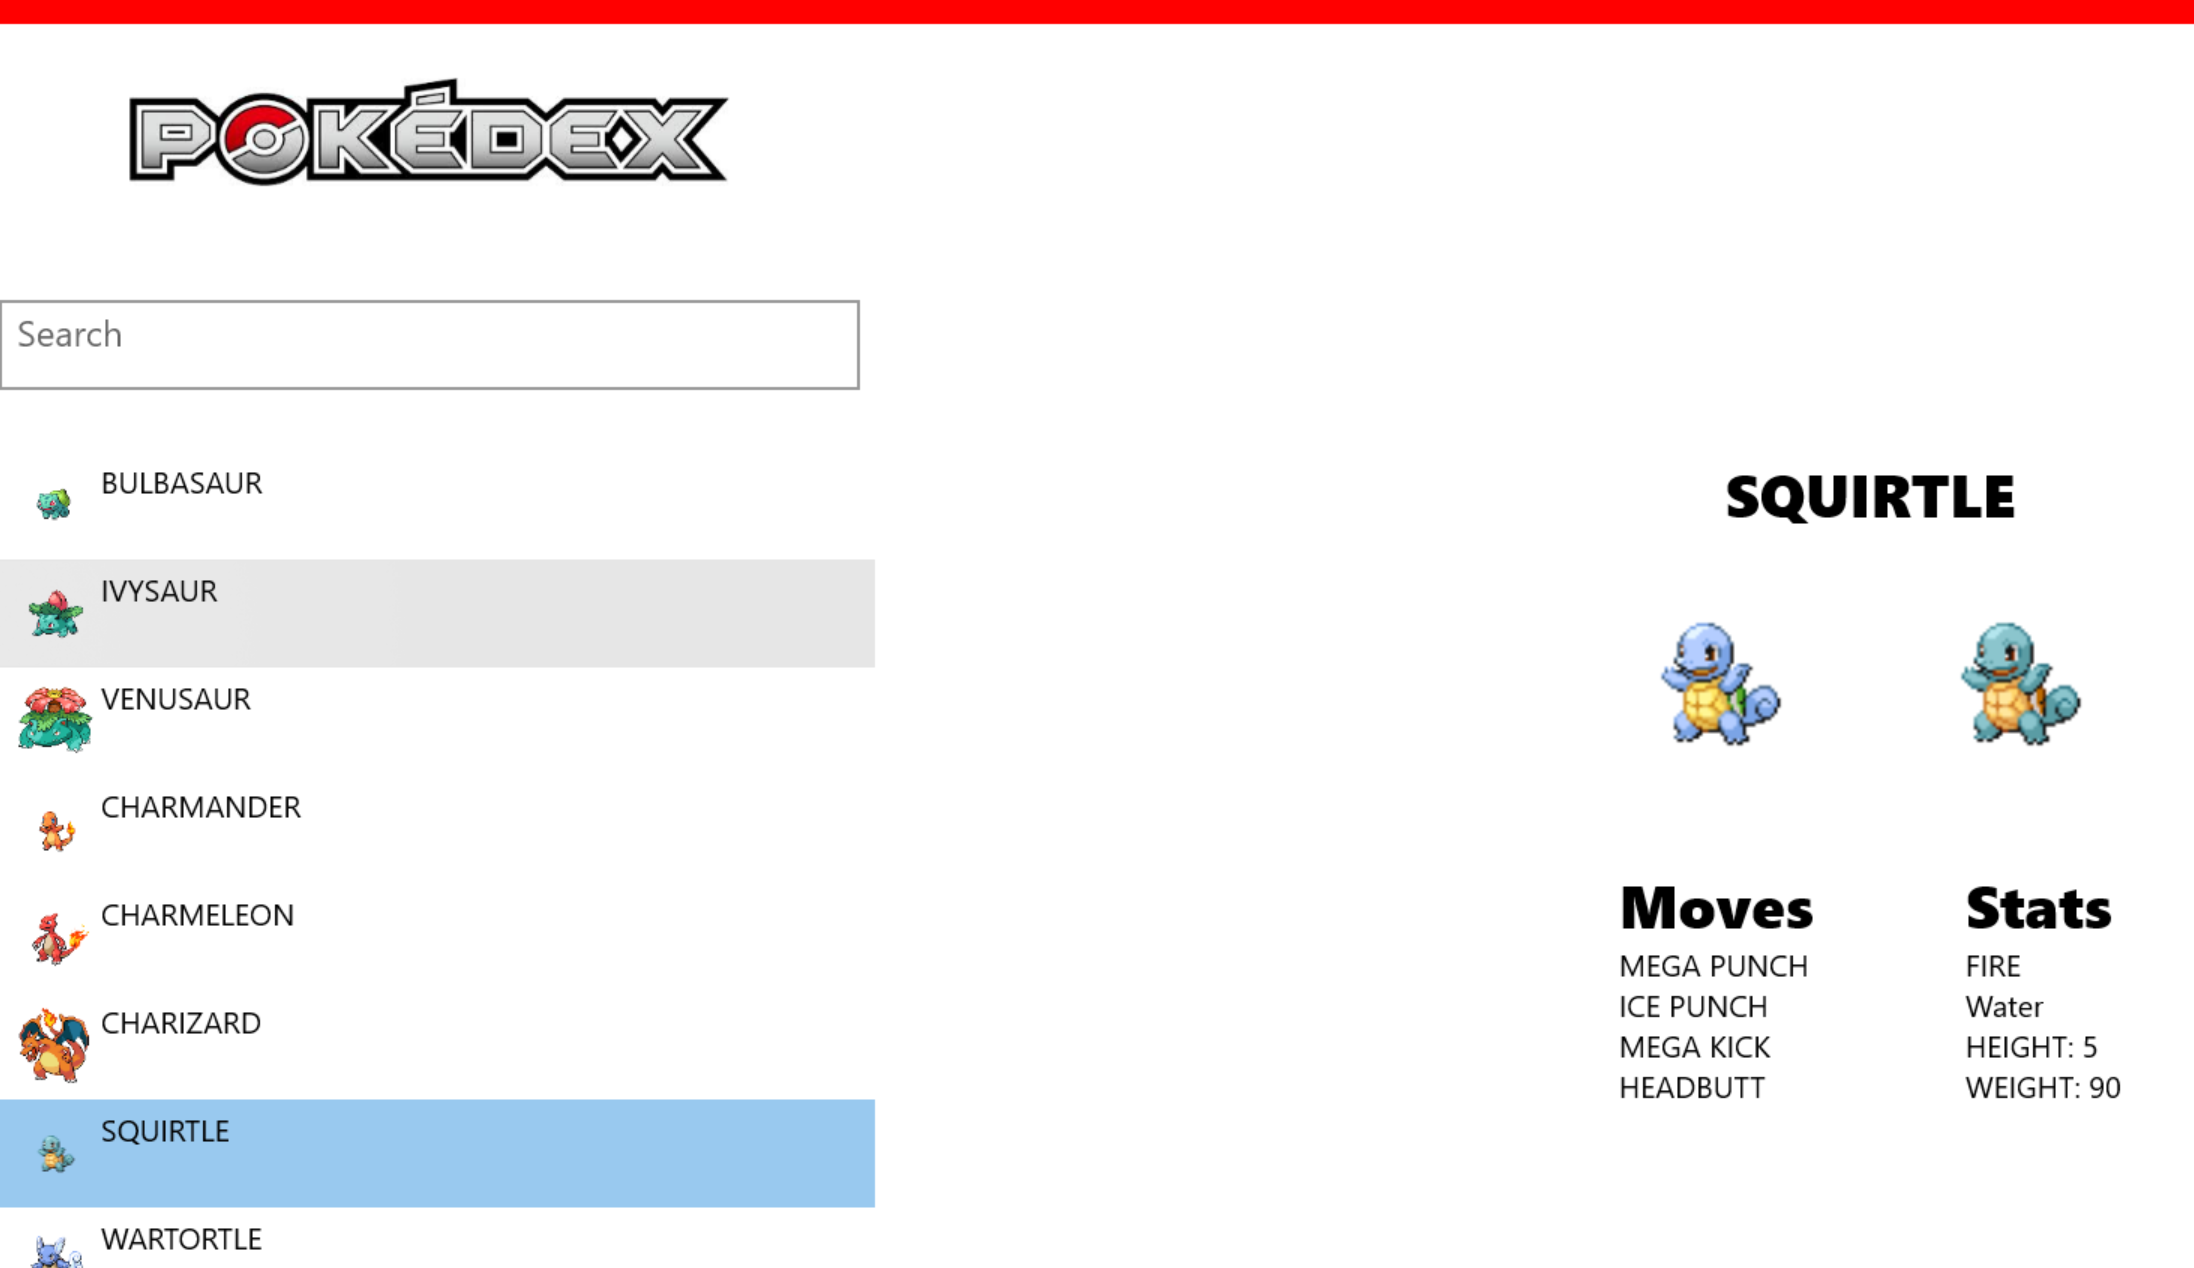 POKÉDEX
Search
BULBASAUR
IVYSAUR
VENUSAUR
CHARMANDER
CHARMELEON
CHARIZARD
SQUIRTLE
WARTORTLE
SQUIRTLE
Moves
MEGA PUNCH
ICE PUNCH
MEGA KICK
HEADBUTT
Stats
FIRE
Water
HEIGHT: 5
WEIGHT: 90